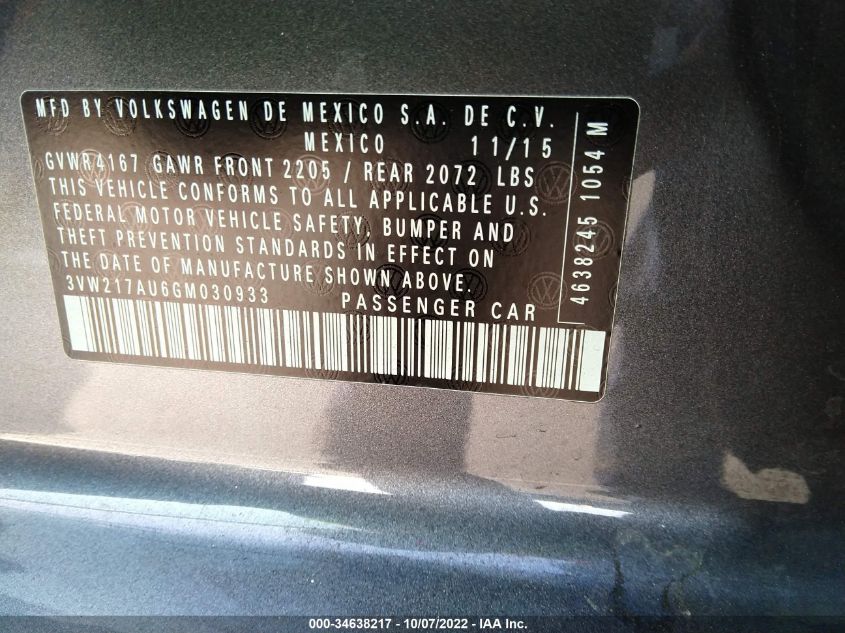 MFD BY VOLKSWAGEN DE MEXICO S.A. DE C.V.
MEXICO 11/15
GVWR 4167 GAWR FRONT 2205 / REAR 2072 LBS
THIS VEHICLE CONFORMS TO ALL APPLICABLE U.S.
FEDERAL MOTOR VEHICLE SAFETY, BUMPER AND
THEFT PREVENTION STANDARDS IN EFFECT ON
THE DATE OF MANUFACTURE SHOWN ABOVE.
3VW217AU6GM030933 PASSENGER CAR
4638245 1054 M
000-34638217 - 10/07/2022 - IAA Inc.